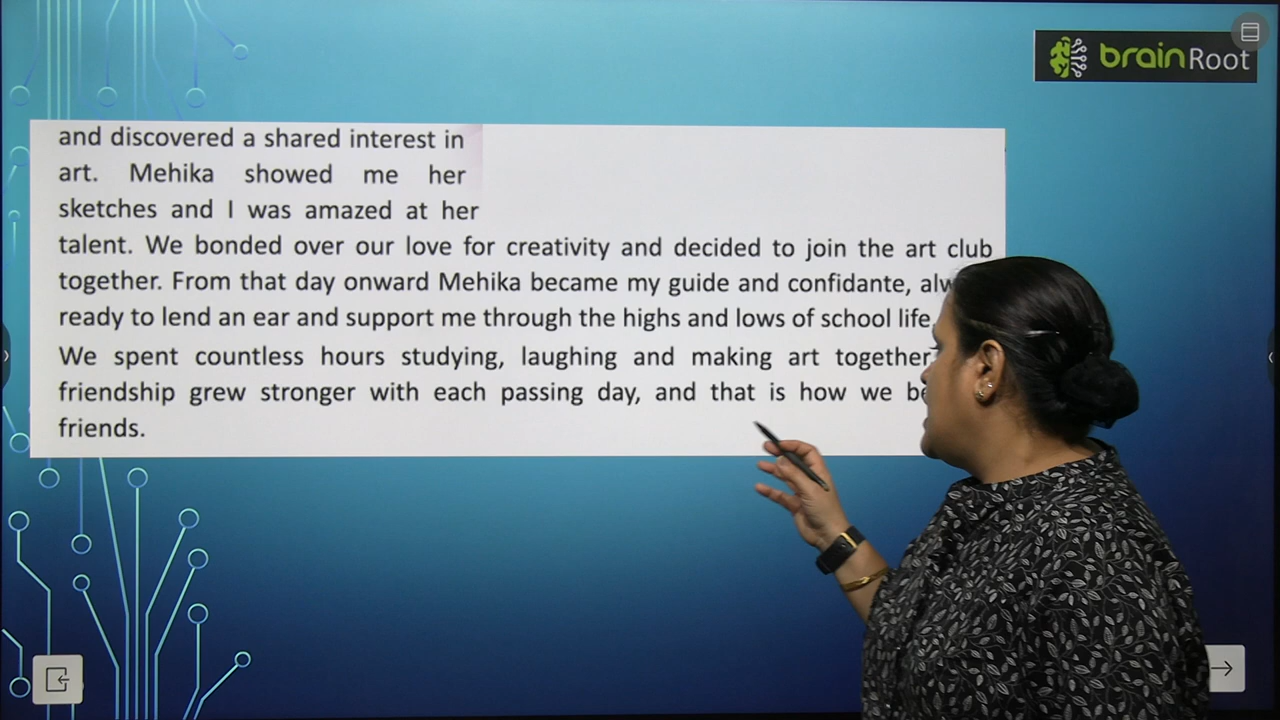 brainRoot
and discovered a shared interest in
art. Mehika showed me her
sketches and I was amazed at her
talent. We bonded over our love for creativity and decided to join the art club
together. From that day onward Mehika became my guide and confidante,
ready to lend an ear and support me through the highs and lows of school life.
We spent countless hours studying, laughing and making art together
friendship grew stronger with each passing day, and that is how we
friends.